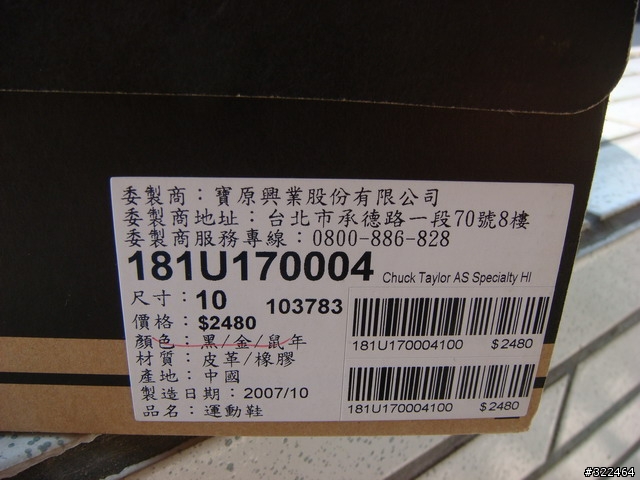 委製商：寶原興業股份有限公司
委製商地址：台北市承德路一段70號8樓
委製商服務專線：0800-886-828
181U170004 Chuck Taylor AS Specialty HI
尺寸：10 103783
價格：$2480
顏色：黑/金/鼠年
材質：皮革/橡膠
產地：中國
製造日期：2007/10
品名：運動鞋
181U170004100 $2480
181U170004100 $2480
#322464